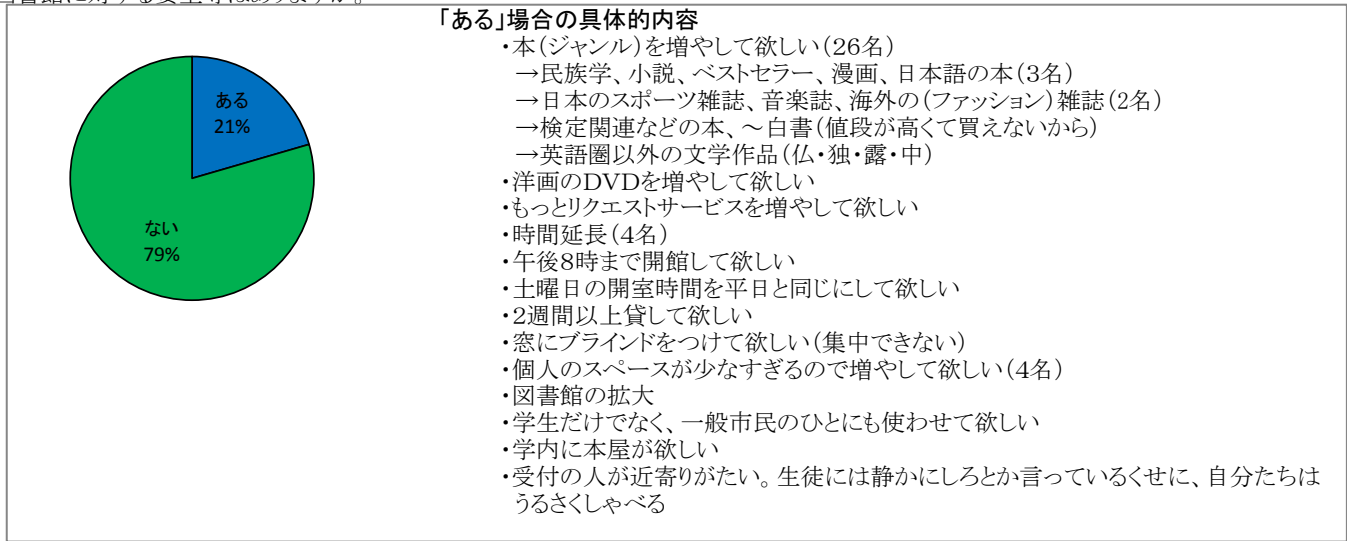 図書館に対する要望等はありますか。
「ある」場合の具体的内容
・本（ジャンル）を増やして欲しい（26名）
→民族学、小説、ベストセラー、漫画、日本語の本（3名）
→日本のスポーツ雑誌、音楽誌、海外の（ファッション）雑誌（2名）
→検定関連などの本、～白書（値段が高くて買えないから）
→英語圏以外の文学作品（仏・独・露・中）
・洋画のDVDを増やして欲しい
・もっとリクエストサービスを増やして欲しい
・時間延長（4名）
・午後8時まで開館して欲しい
・土曜日の開室時間を平日と同じにして欲しい
・2週間以上貸して欲しい
・窓にブラインドをつけて欲しい（集中できない）
・個人のスペースが少なすぎるので増やして欲しい（4名）
・図書館の拡大
・学生だけでなく、一般市民のひとにも使わせて欲しい
・学内に本屋が欲しい
・受付の人が近寄りがたい。生徒には静かにしろとか言っているくせに、自分たちは
うるさくしゃべる
ある
21%
ない
79%